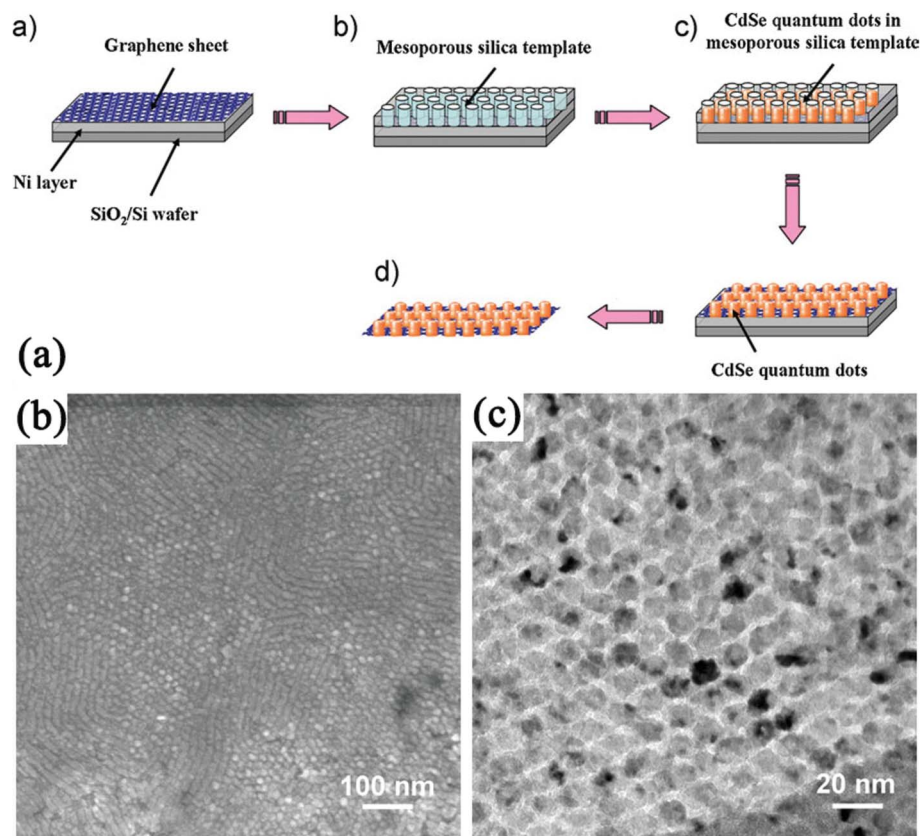 a)
Graphene sheet
Ni layer
SiO₂/Si wafer
b)
Mesoporous silica template
c)
CdSe quantum dots in
mesoporous silica template
d)
CdSe quantum dots
(a)
(b)
100 nm
(c)
20 nm